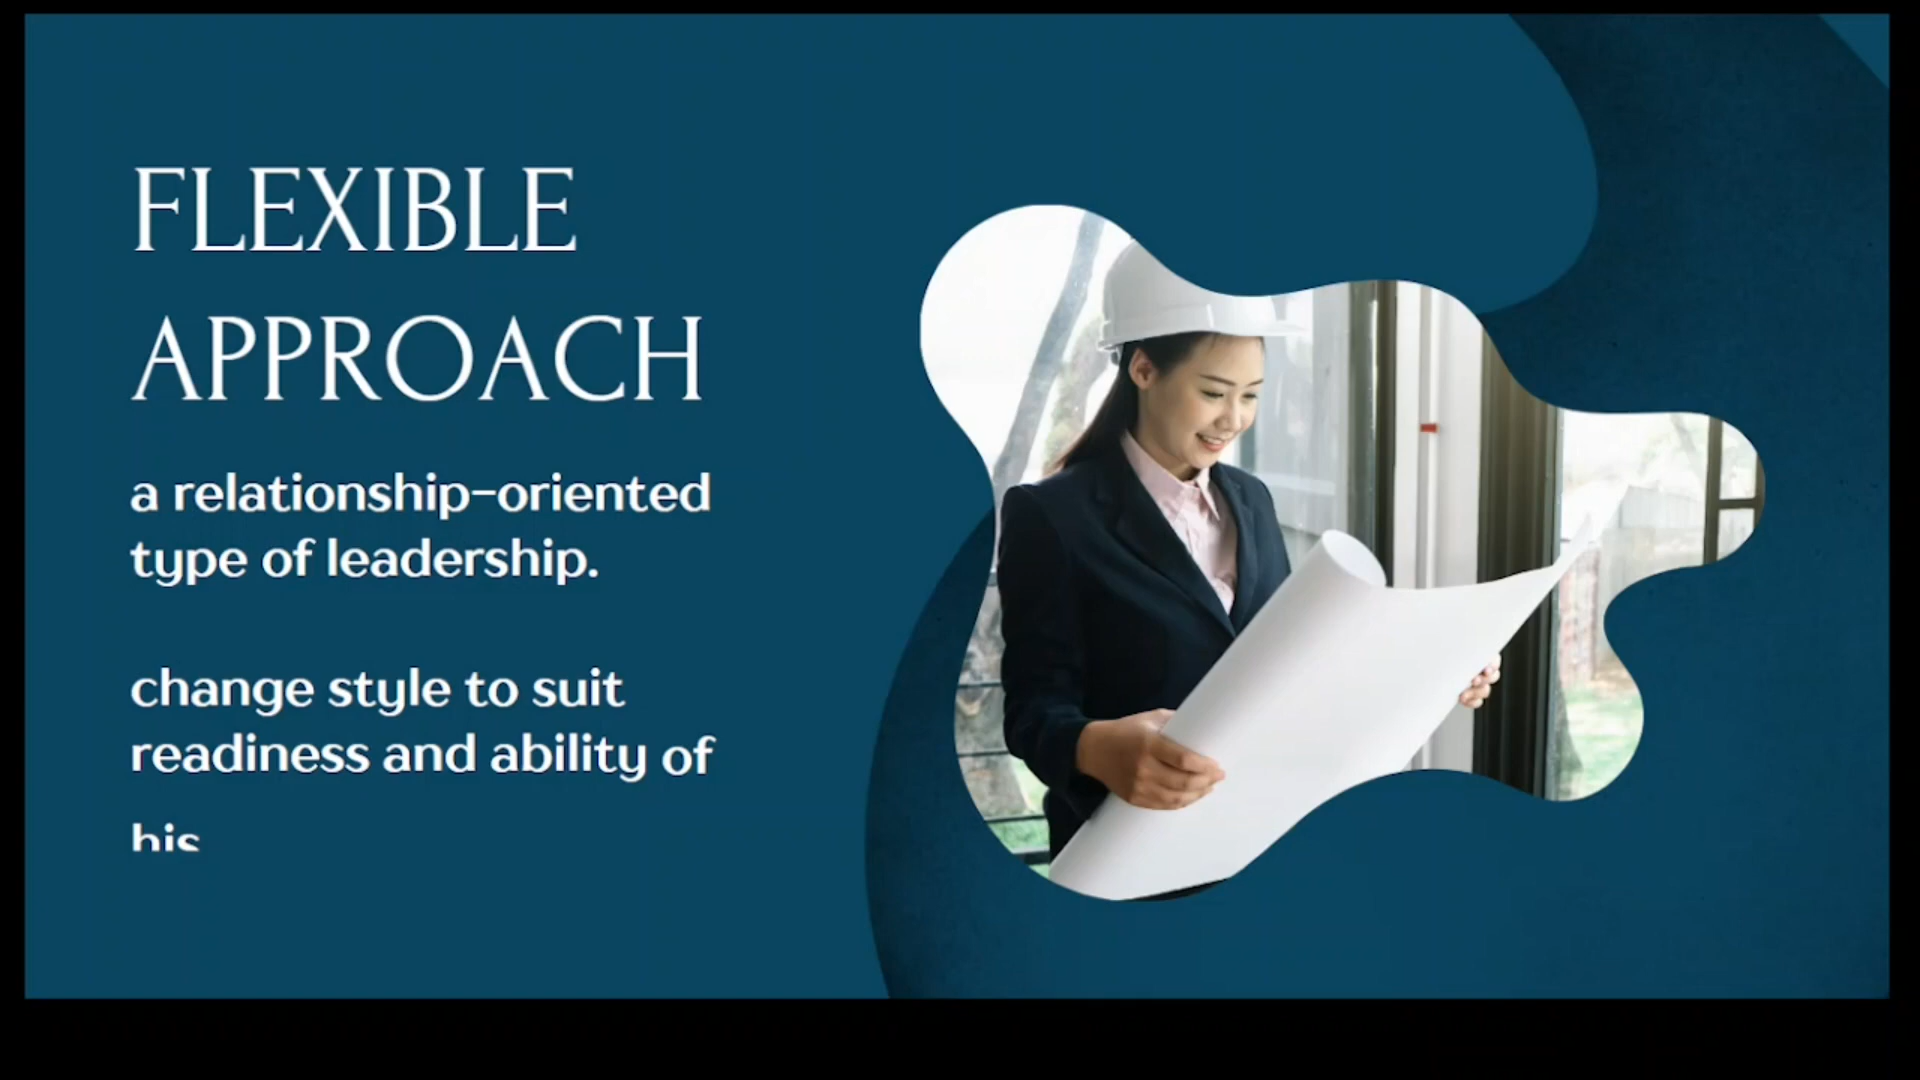 FLEXIBLE
APPROACH
a relationship-oriented
type of leadership.
change style to suit
readiness and ability of
his